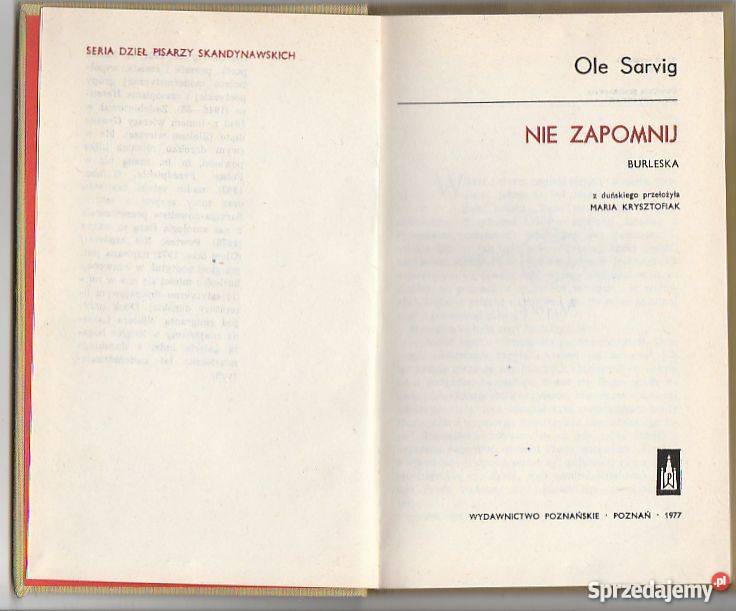 SERIA DZIEŁ PISARZY SKANDYNAWSKICH
Ole Sarvig
NIE ZAPOMNIJ
BURLESKA
z duńskiego przełożyła
MARIA KRYSZTOFIAK
WYDAWNICTWO POZNAŃSKIE · POZNAŃ · 1977
Sprzedajemy.pl